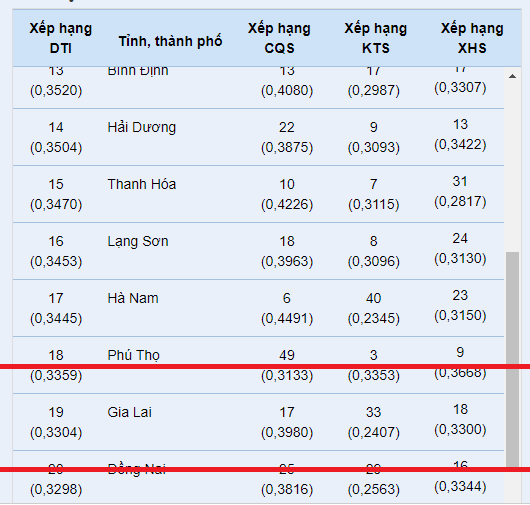 Xếp hạng DTI Tỉnh, thành phố Xếp hạng CQS Xếp hạng KTS Xếp hạng XHS
13 Bình Định 13 17 17
(0,3520) (0,4080) (0,2987) (0,3307)
14 Hải Dương 22 9 13
(0,3504) (0,3875) (0,3093) (0,3422)
15 Thanh Hóa 10 7 31
(0,3470) (0,4226) (0,3115) (0,2817)
16 Lạng Sơn 18 8 24
(0,3453) (0,3963) (0,3096) (0,3130)
17 Hà Nam 6 40 23
(0,3445) (0,4491) (0,2345) (0,3150)
18 Phú Thọ 49 3 9
(0,3359) (0,3133) (0,3353) (0,3668)
19 Gia Lai 17 33 18
(0,3304) (0,3980) (0,2407) (0,3300)
20 Đồng Nai 25 29 16
(0,3298) (0,3816) (0,2563) (0,3344)